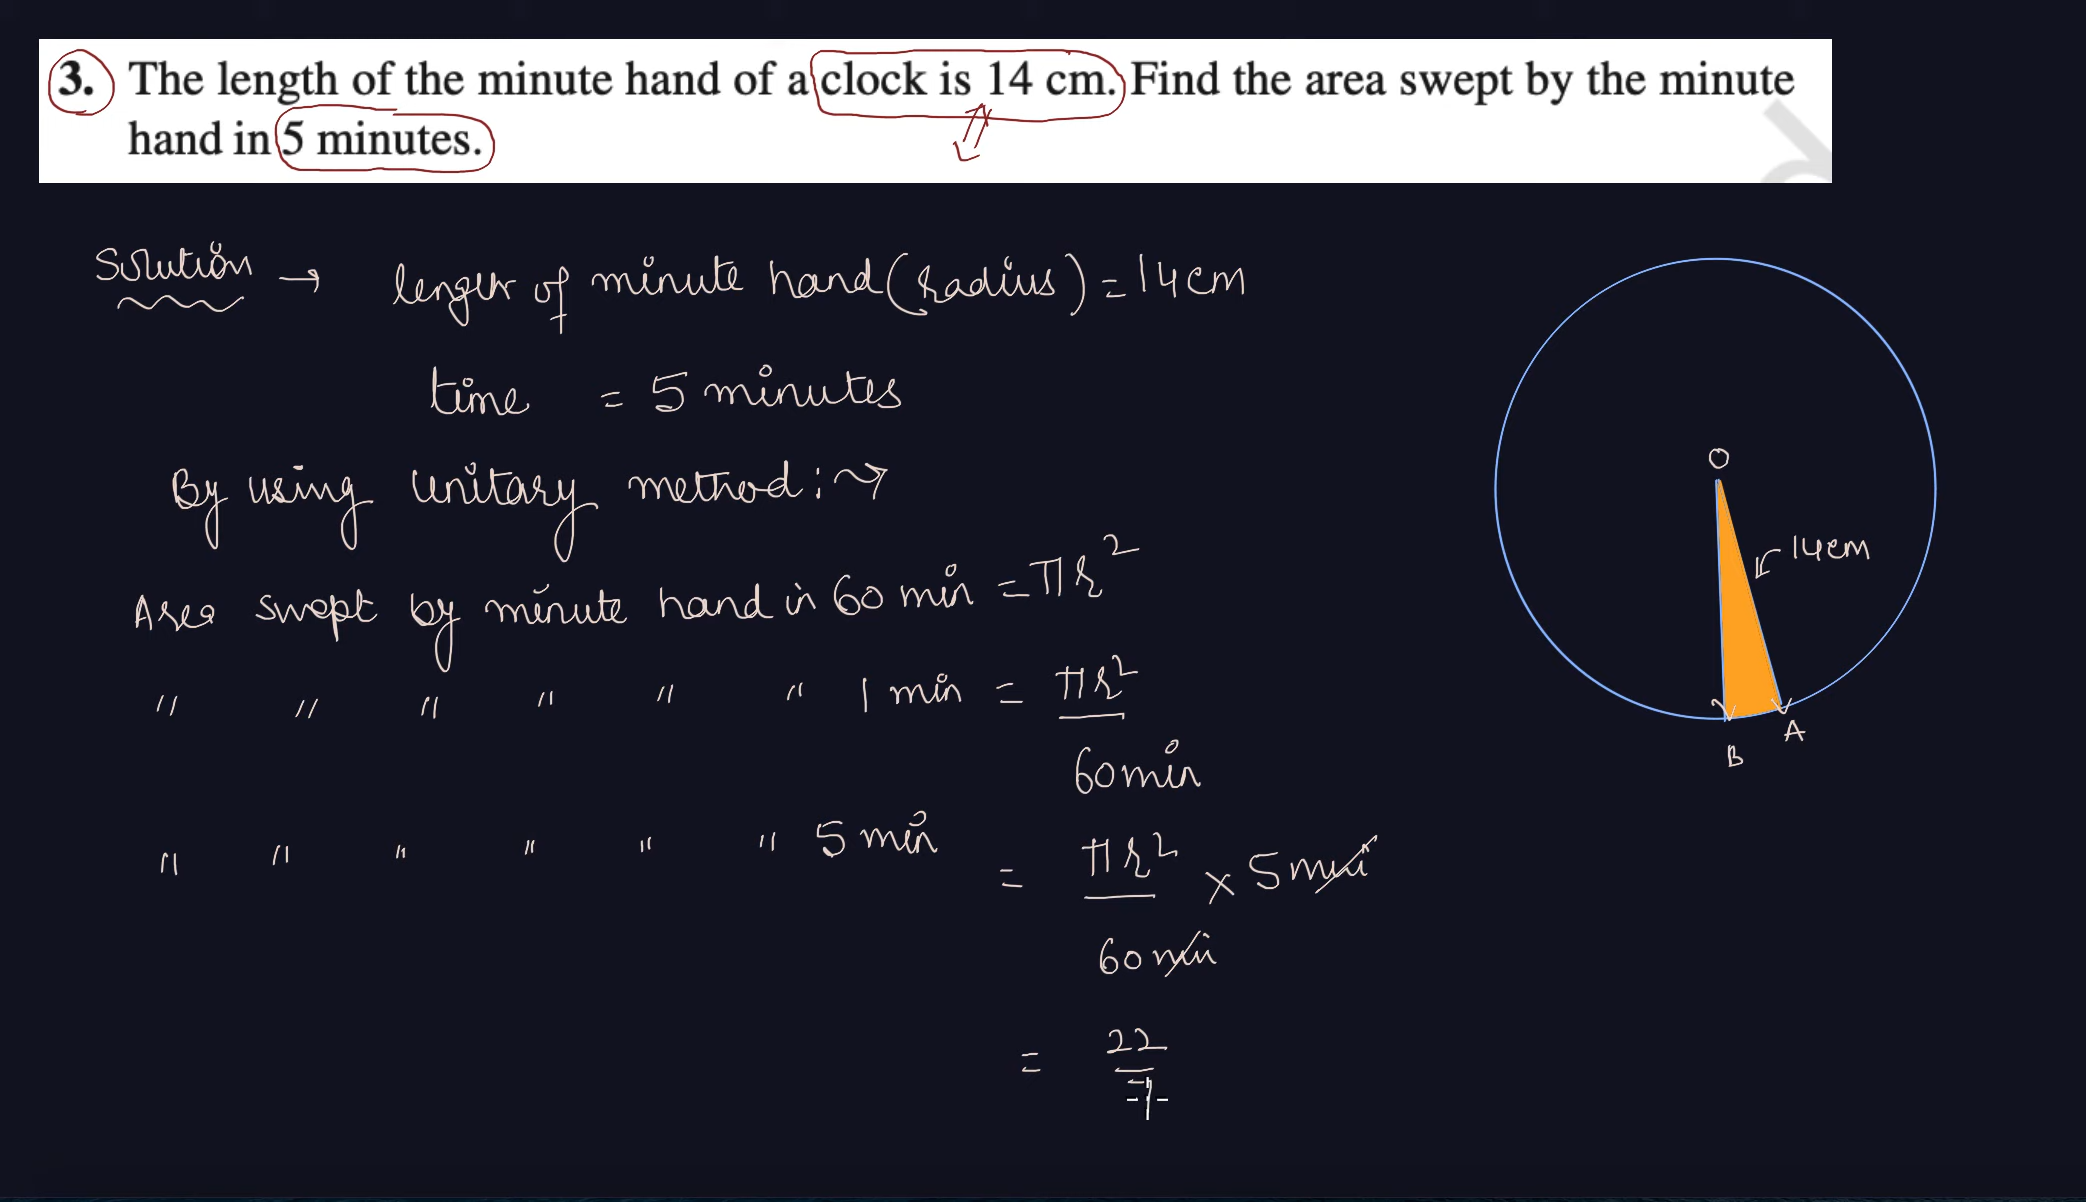 3. The length of the minute hand of a clock is 14 cm. Find the area swept by the minute
hand in 5 minutes.
Solution → length of minute hand (radius) = 14 cm
time = 5 minutes
By using unitary method :→
Area swept by minute hand in 60 min = πr²
" " " " " " 1 min = πr²
60 min
" " " " " " 5 min = πr² × 5 min
60 min
= 22
7
O
14 cm
A
B